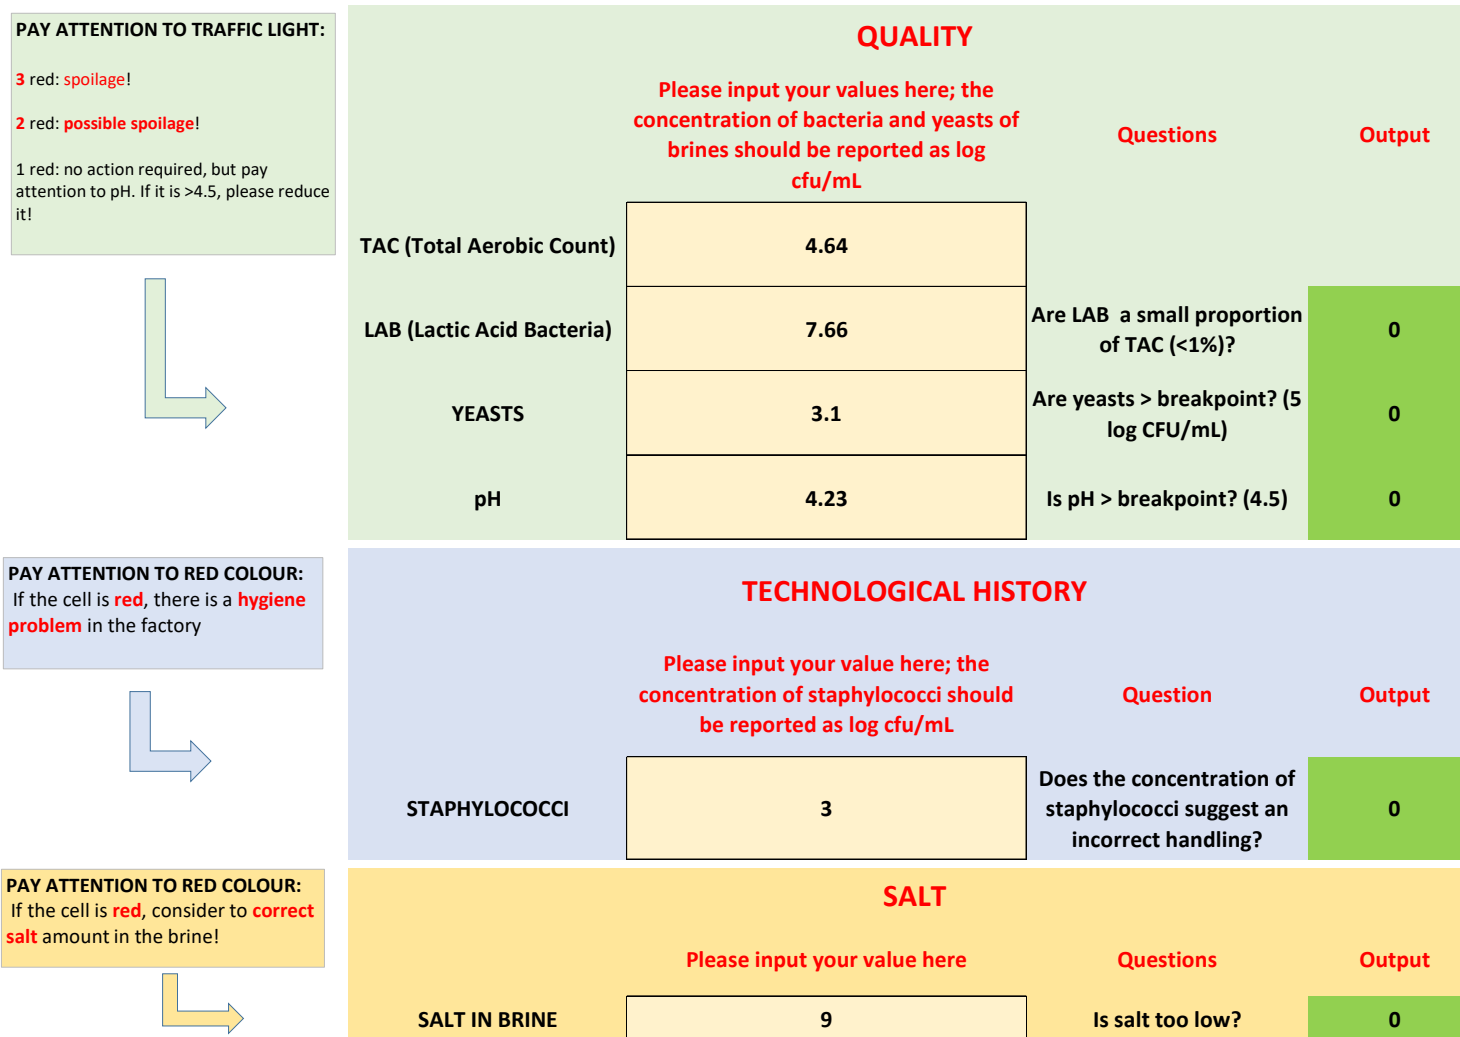 PAY ATTENTION TO TRAFFIC LIGHT:
3 red: spoilage!
2 red: possible spoilage!
1 red: no action required, but pay
attention to pH. If it is >4.5, please reduce
it!
QUALITY
Please input your values here; the
concentration of bacteria and yeasts of
brines should be reported as log
cfu/mL
Questions
Output
TAC (Total Aerobic Count)
4.64
LAB (Lactic Acid Bacteria)
7.66
Are LAB a small proportion
of TAC (<1%)?
0
YEASTS
3.1
Are yeasts > breakpoint? (5
log CFU/mL)
0
pH
4.23
Is pH > breakpoint? (4.5)
0
PAY ATTENTION TO RED COLOUR:
If the cell is red, there is a hygiene
problem in the factory
TECHNOLOGICAL HISTORY
Please input your value here; the
concentration of staphylococci should
be reported as log cfu/mL
Question
Output
STAPHYLOCOCCI
3
Does the concentration of
staphylococci suggest an
incorrect handling?
0
PAY ATTENTION TO RED COLOUR:
If the cell is red, consider to correct
salt amount in the brine!
SALT
Please input your value here
Questions
Output
SALT IN BRINE
9
Is salt too low?
0